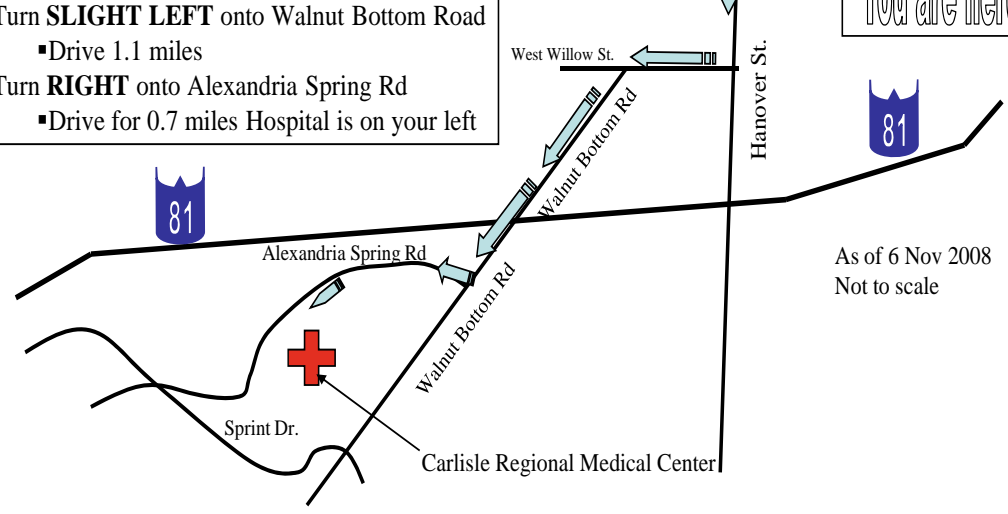 Turn SLIGHT LEFT onto Walnut Bottom Road
▪Drive 1.1 miles
Turn RIGHT onto Alexandria Spring Rd
▪Drive for 0.7 miles Hospital is on your left
You are here
West Willow St.
Hanover St.
Walnut Bottom Rd
81
81
Alexandria Spring Rd
Walnut Bottom Rd
As of 6 Nov 2008
Not to scale
Sprint Dr.
Carlisle Regional Medical Center